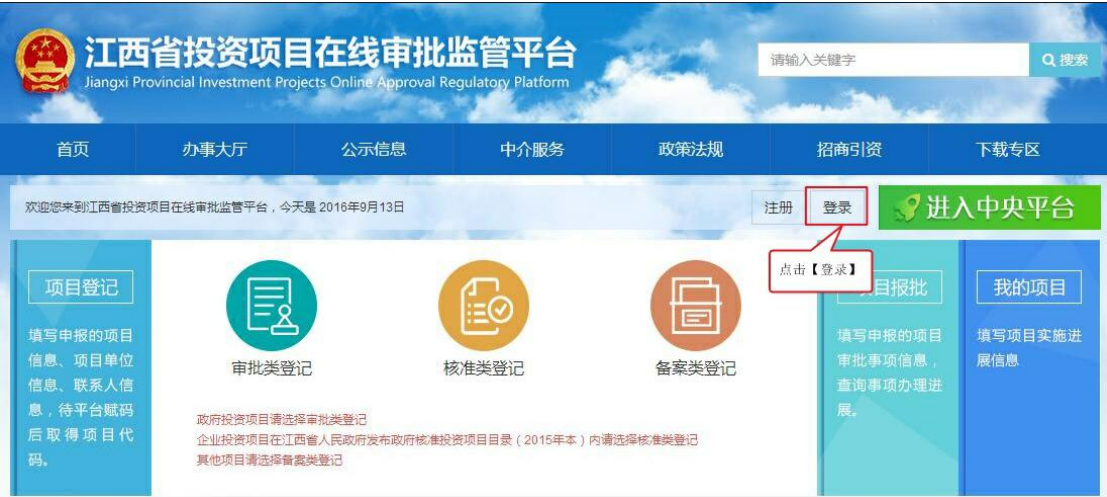 江西省投资项目在线审批监管平台
Jiangxi Provincial Investment Projects Online Approval Regulatory Platform
请输入关键字
搜索
首页
办事大厅
公示信息
中介服务
政策法规
招商引资
下载专区
欢迎您来到江西省投资项目在线审批监管平台，今天是 2016年9月13日
注册
登录
进入中央平台
点击【登录】
项目登记
填写申报的项目
信息、项目单位
信息、联系人信
息，待平台赋码
后取得项目代
码。
审批类登记
核准类登记
备案类登记
政府投资项目请选择审批类登记
企业投资项目在江西省人民政府发布政府核准投资项目目录（2015年本）内请选择核准类登记
其他项目请选择备案类登记
目报批
填写申报的项目
审批事项信息，
查询事项办理进
展。
我的项目
填写项目实施进
展信息